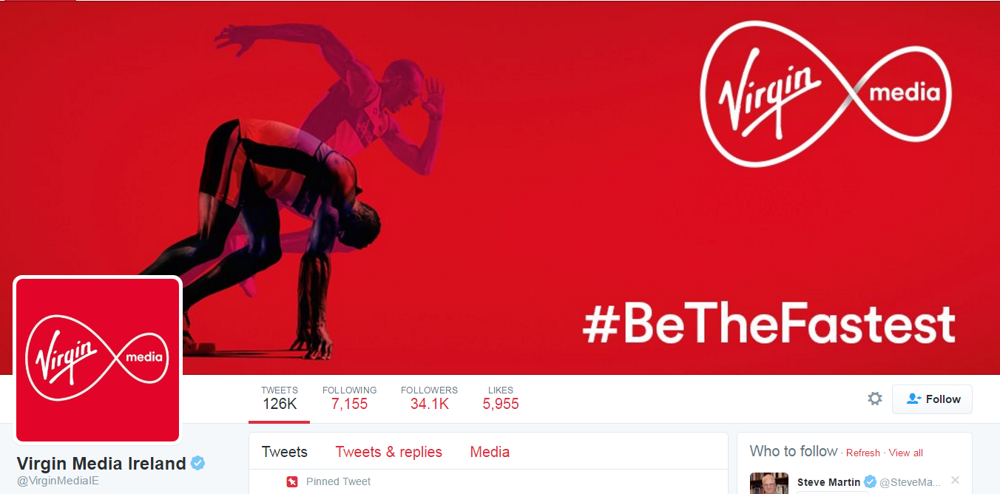 Virgin media
#BeTheFastest
Virgin media
TWEETS FOLLOWING FOLLOWERS LIKES
126K 7,155 34.1K 5,955
Follow
Virgin Media Ireland
@VirginMediaIE
Tweets Tweets & replies Media
Pinned Tweet
Who to follow · Refresh · View all
Steve Martin @SteveMa...